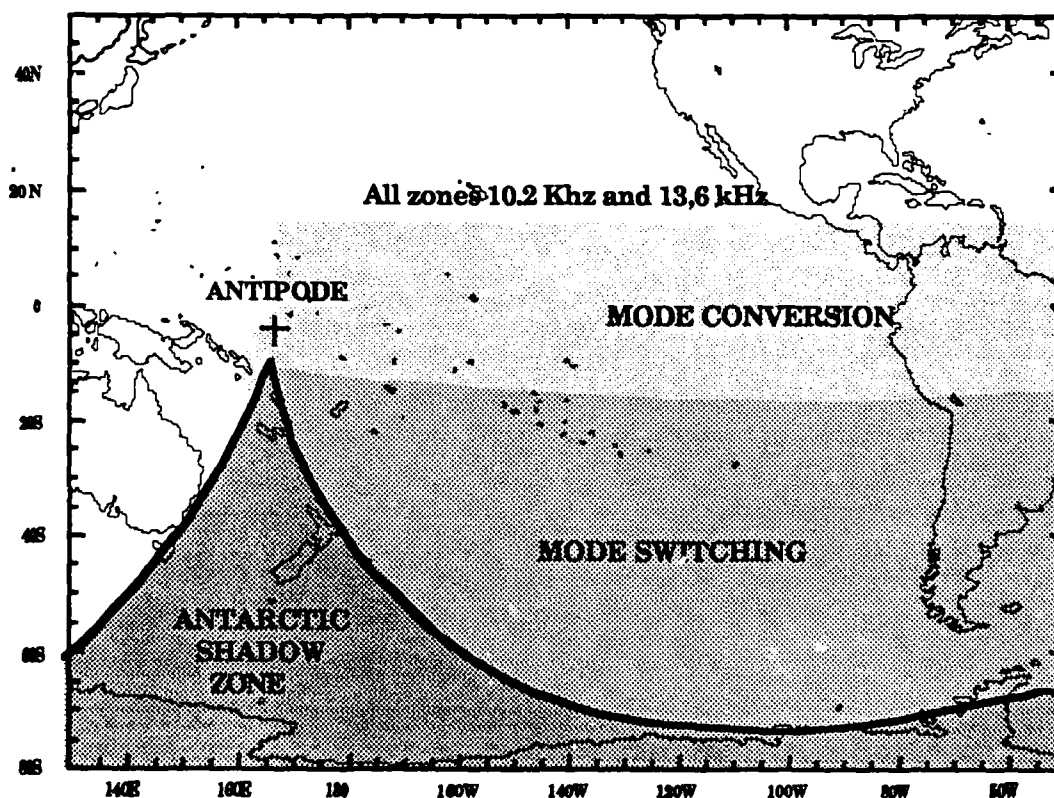 40N
20N
All zones 10.2 Khz and 13,6 kHz
ANTIPODE
0
MODE CONVERSION
20S
40S
MODE SWITCHING
ANTARCTIC
SHADOW
ZONE
60S
80S
140E 160E 180 160W 140W 120W 100W 80W 60W